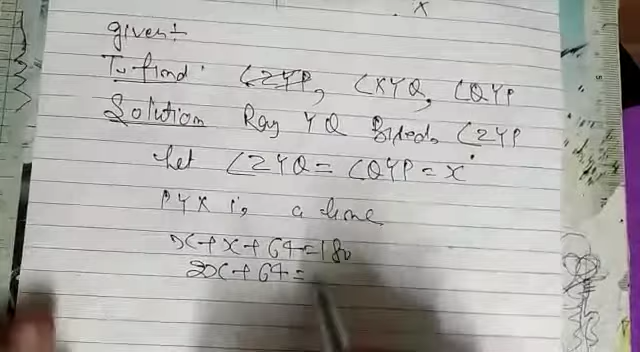 x
given:-
To find: ∠ZYP, ∠XYQ, ∠QYP
Solution Ray YQ Bisects ∠ZYP
Let ∠ZYQ = ∠QYP = x°
PYX is a line
x + x + 64 = 180
2x + 64 =